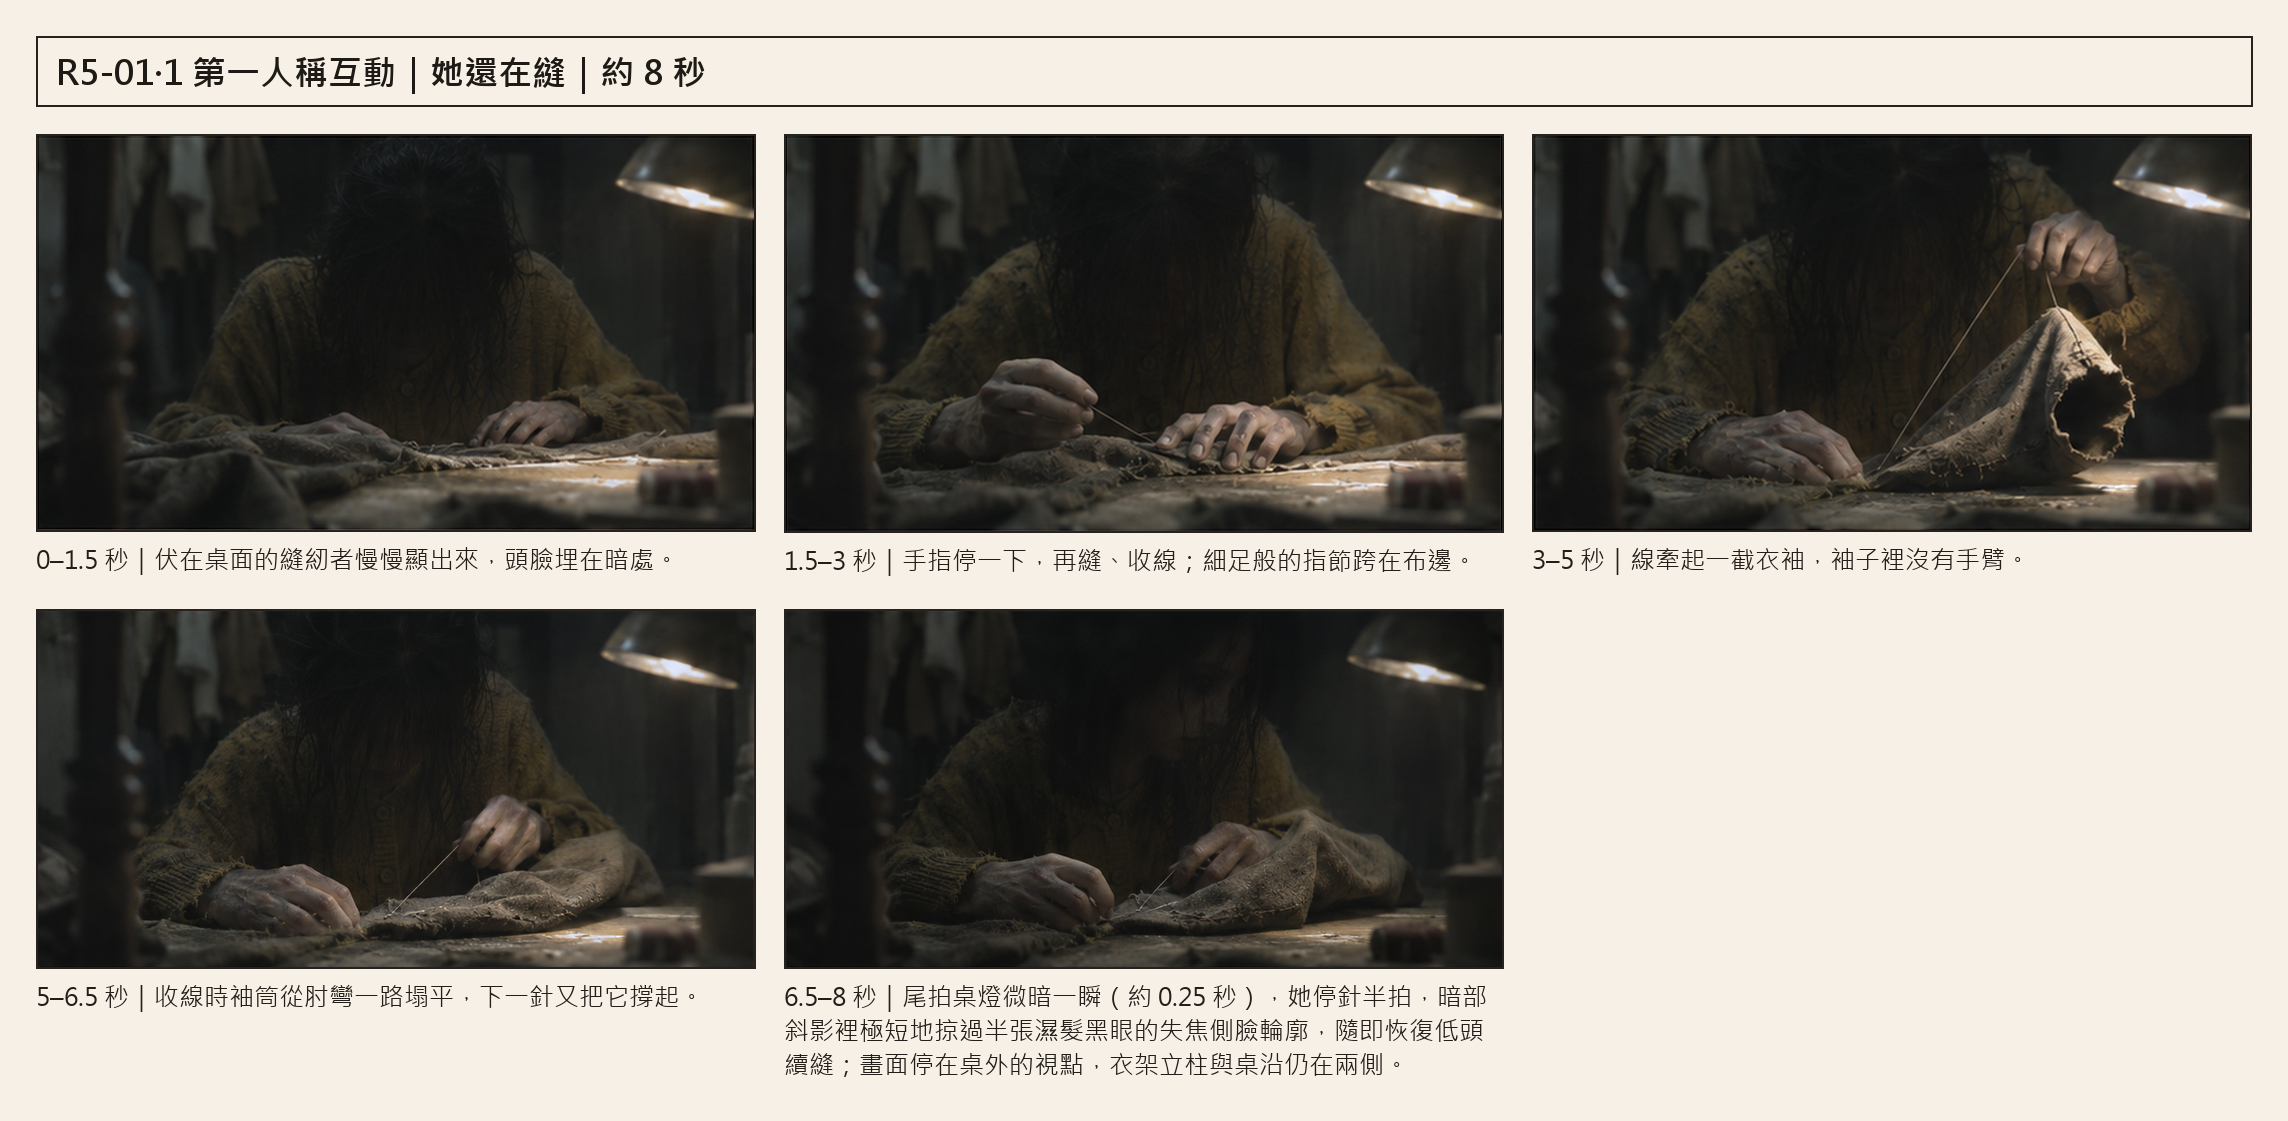 R5-01·1 第一人稱互動｜她還在縫｜約 8 秒
0–1.5 秒｜伏在桌面的縫紉者慢慢顯出來，頭臉埋在暗處。
1.5–3 秒｜手指停一下，再縫、收線；細足般的指節跨在布邊。
3–5 秒｜線牽起一截衣袖，袖子裡沒有手臂。
5–6.5 秒｜收線時袖筒從肘彎一路塌平，下一針又把它撐起。
6.5–8 秒｜尾拍桌燈微暗一瞬（約 0.25 秒），她停針半拍，暗部
斜影裡極短地掠過半張濕髮黑眼的失焦側臉輪廓，隨即恢復低頭
續縫；畫面停在桌外的視點，衣架立柱與桌沿仍在兩側。